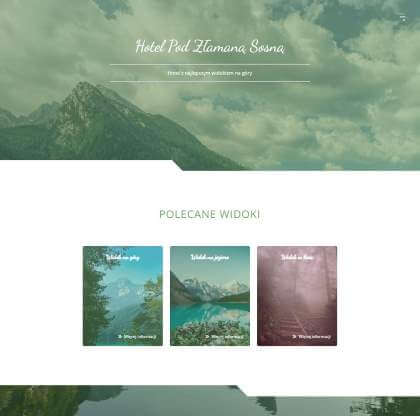 Hotel Pod Złamaną Sosną
Hotel z najlepszym widokiem na góry
POLECANE WIDOKI
Widok na góry
Widok na jezioro
Widok na las
Więcej informacji
Więcej informacji
Więcej informacji